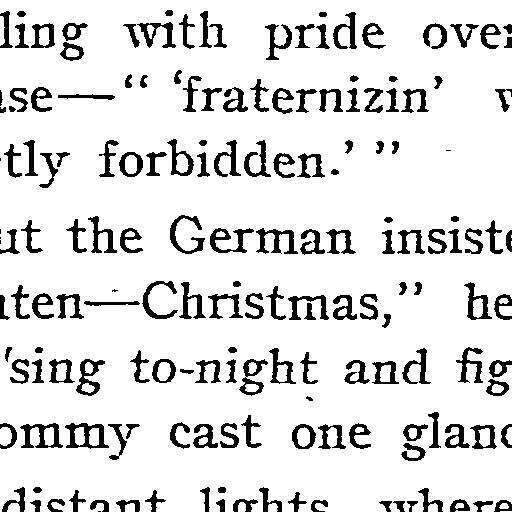 ling with pride over
ase—“ ‘fraternizin’ w
tly forbidden.’ ”
ut the German insiste
nten—Christmas,” he
'sing to-night and fig
ommy cast one glanc
distant lights, where